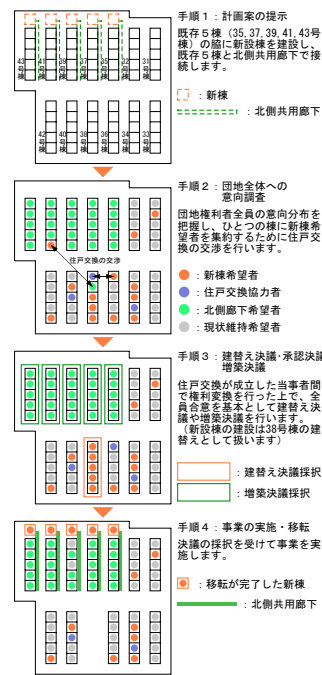 手順1：計画案の提示
既存5棟（35,37,39,41,43号
棟）の脇に新設棟を建設し、
既存5棟と北側共用廊下で接
続します。
：新棟
：北側共用廊下
43号棟
41号棟
39号棟
37号棟
35号棟
33号棟
42号棟
40号棟
38号棟
36号棟
34号棟
31号棟
手順2：団地全体への
意向調査
団地権利者全員の意向分布を
把握し、ひとつの棟に新棟希
望者を集約するために住戸交
換の交渉を行います。
住戸交換の交渉
：新棟希望者
：住戸交換協力者
：北側廊下希望者
：現状維持希望者
手順3：建替え決議・承認決議
増築決議
住戸交換が成立した当事者間
で権利変換を行った上で、全
員合意を基本として建替え決
議や増築決議を行います。
（新設棟の建設は38号棟の建
替えとして扱います）
：建替え決議採択
：増築決議採択
手順4：事業の実施・移転
決議の採択を受けて事業を実
施します。
：移転が完了した新棟
：北側共用廊下